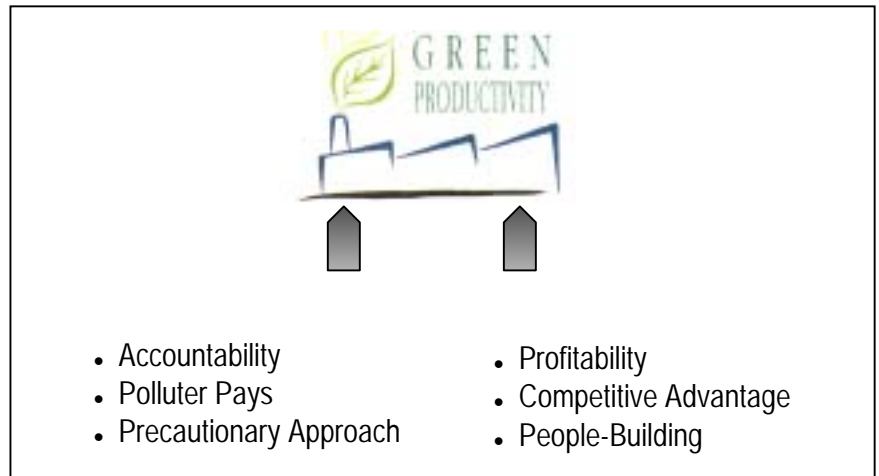 GREEN
PRODUCTIVITY
• Accountability
• Polluter Pays
• Precautionary Approach
• Profitability
• Competitive Advantage
• People-Building